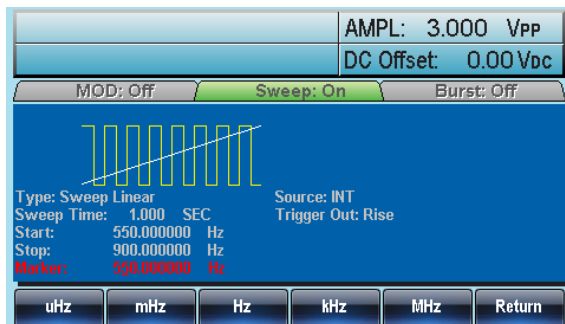 AMPL: 3.000 VPP
DC Offset: 0.00 VDC
MOD: Off Sweep: On Burst: Off
Type: Sweep Linear Source: INT
Sweep Time: 1.000 SEC Trigger Out: Rise
Start: 550.000000 Hz
Stop: 900.000000 Hz
Marker: 550.000000 Hz
uHz mHz Hz kHz MHz Return